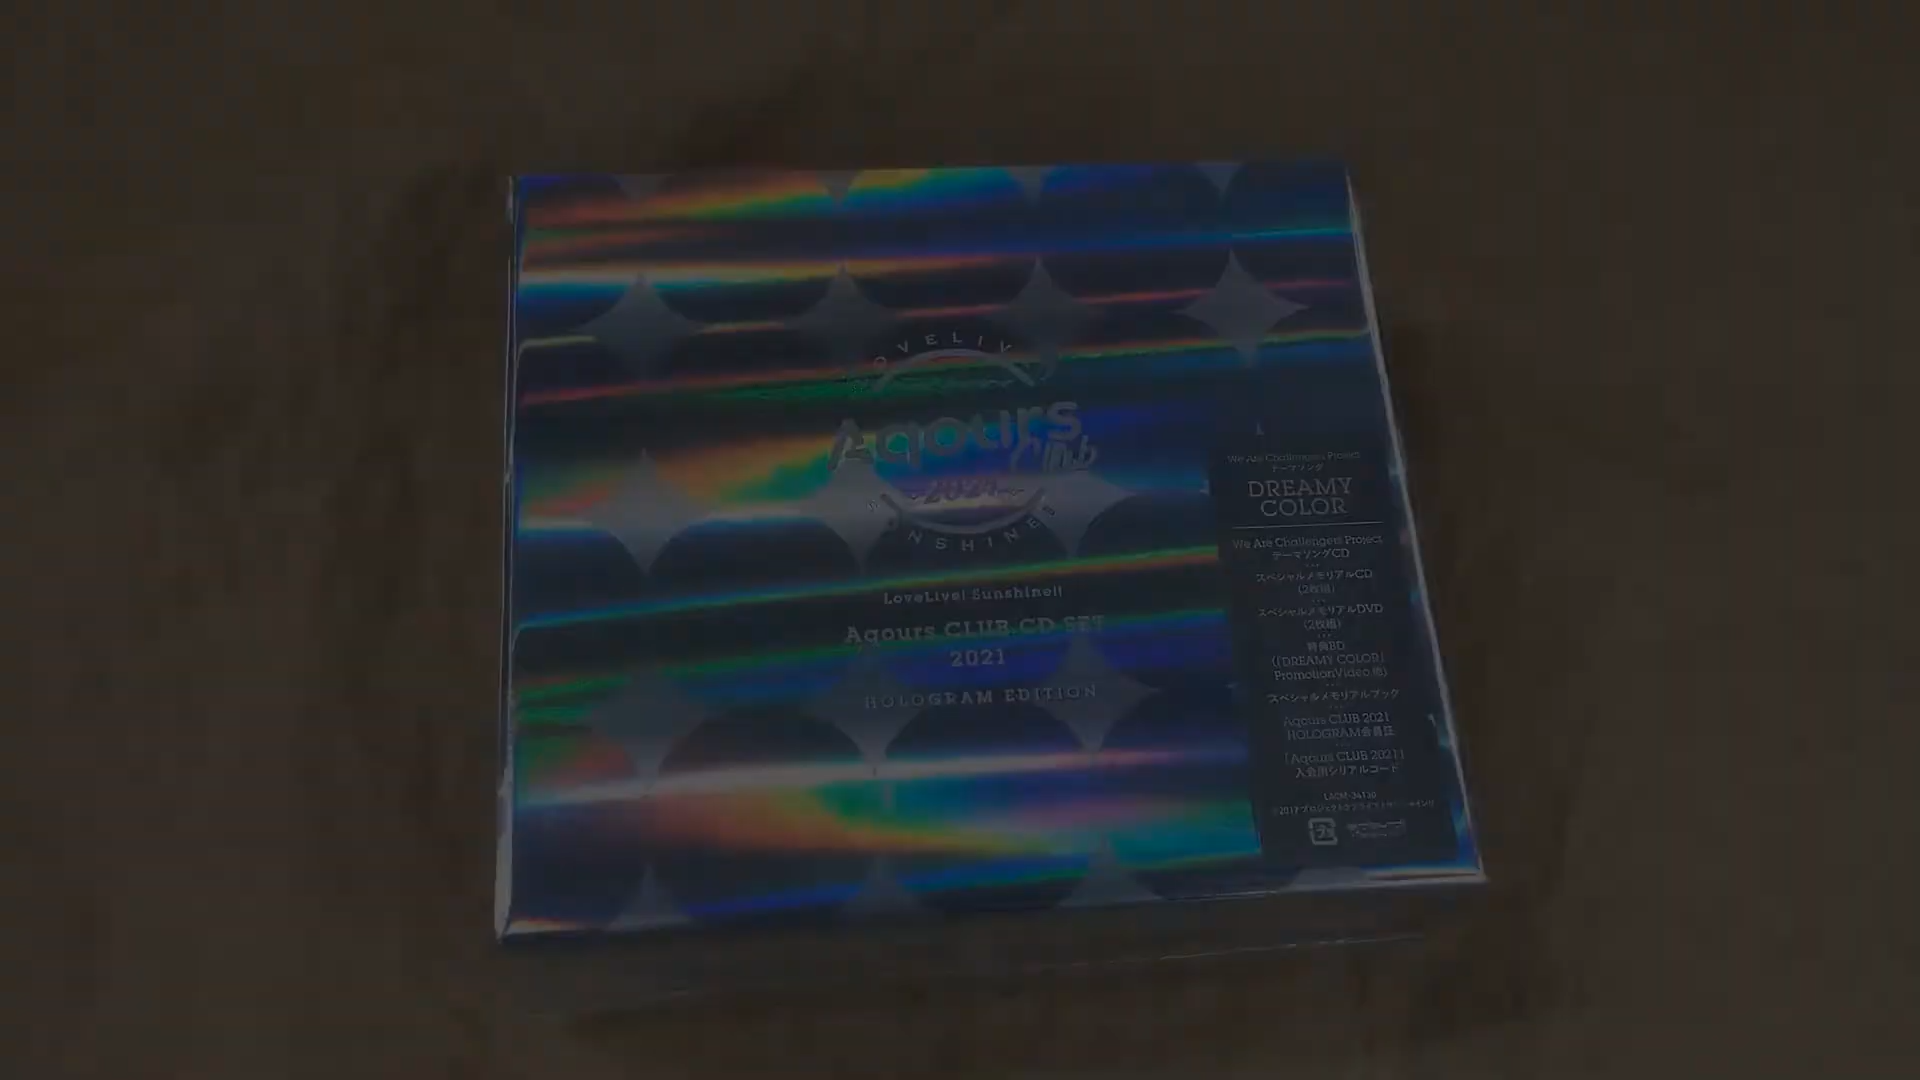 LOVELIVE!
Aqours
Club
2021
SUNSHINE!!
LoveLive! Sunshine!!
Aqours CLUB CD SET
2021
HOLOGRAM EDITION
We Are Challengers Project
テーマソング
DREAMY
COLOR
We Are Challengers Project
テーマソングCD
スペシャルメモリアルCD
(2枚組)
スペシャルメモリアルDVD
(2枚組)
特典BD
(「DREAMY COLOR」
PromotionVideo 他)
スペシャルメモリアルブック
Aqours CLUB 2021
HOLOGRAM会員証
「Aqours CLUB 2021」
入会用シリアルコード
LACM-34130